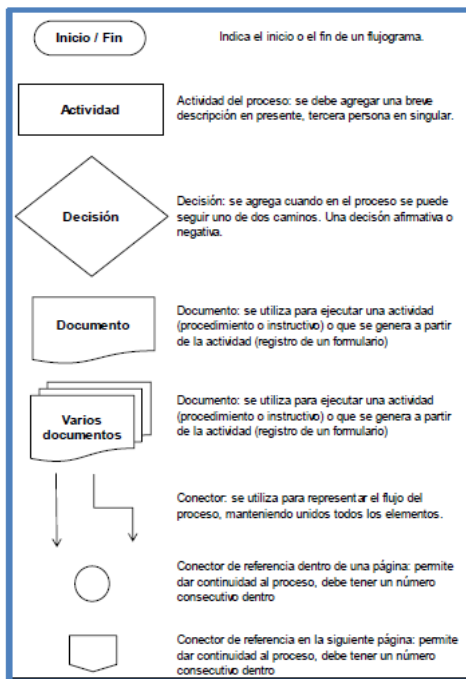 Inicio / Fin
Indica el inicio o el fin de un flujograma.
Actividad
Actividad del proceso: se debe agregar una breve
descripción en presente, tercera persona en singular.
Decisión
Decisión: se agrega cuando en el proceso se puede
seguir uno de dos caminos. Una decisón afirmativa o
negativa.
Documento
Documento: se utiliza para ejecutar una actividad
(procedimiento o instructivo) o que se genera a partir
de la actividad (registro de un formulario)
Varios
documentos
Documento: se utiliza para ejecutar una actividad
(procedimiento o instructivo) o que se genera a partir
de la actividad (registro de un formulario)
Conector: se utiliza para representar el flujo del
proceso, manteniendo unidos todos los elementos.
Conector de referencia dentro de una página: permite
dar continuidad al proceso, debe tener un número
consecutivo dentro
Conector de referencia en la siguiente página: permite
dar continuidad al proceso, debe tener un número
consecutivo dentro